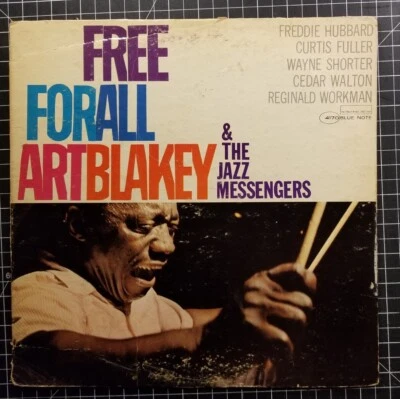 FREE
FORALL
ARTBLAKEY
& THE JAZZ MESSENGERS
FREDDIE HUBBARD
CURTIS FULLER
WAYNE SHORTER
CEDAR WALTON
REGINALD WORKMAN
BLUE NOTE